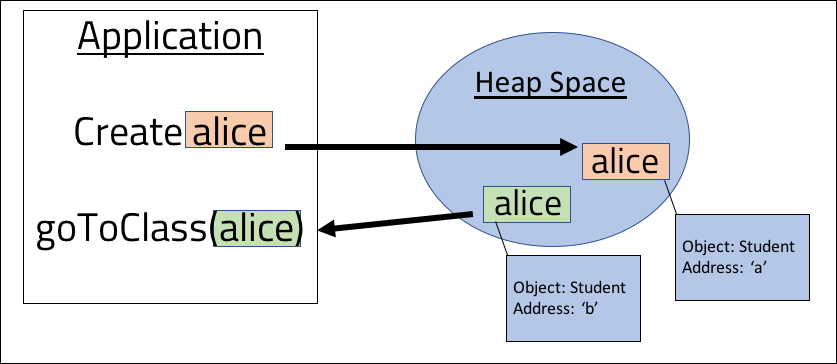 Application
Create alice
goToClass(alice)
Heap Space
alice
alice
Object: Student
Address: ‘a’
Object: Student
Address: ‘b’